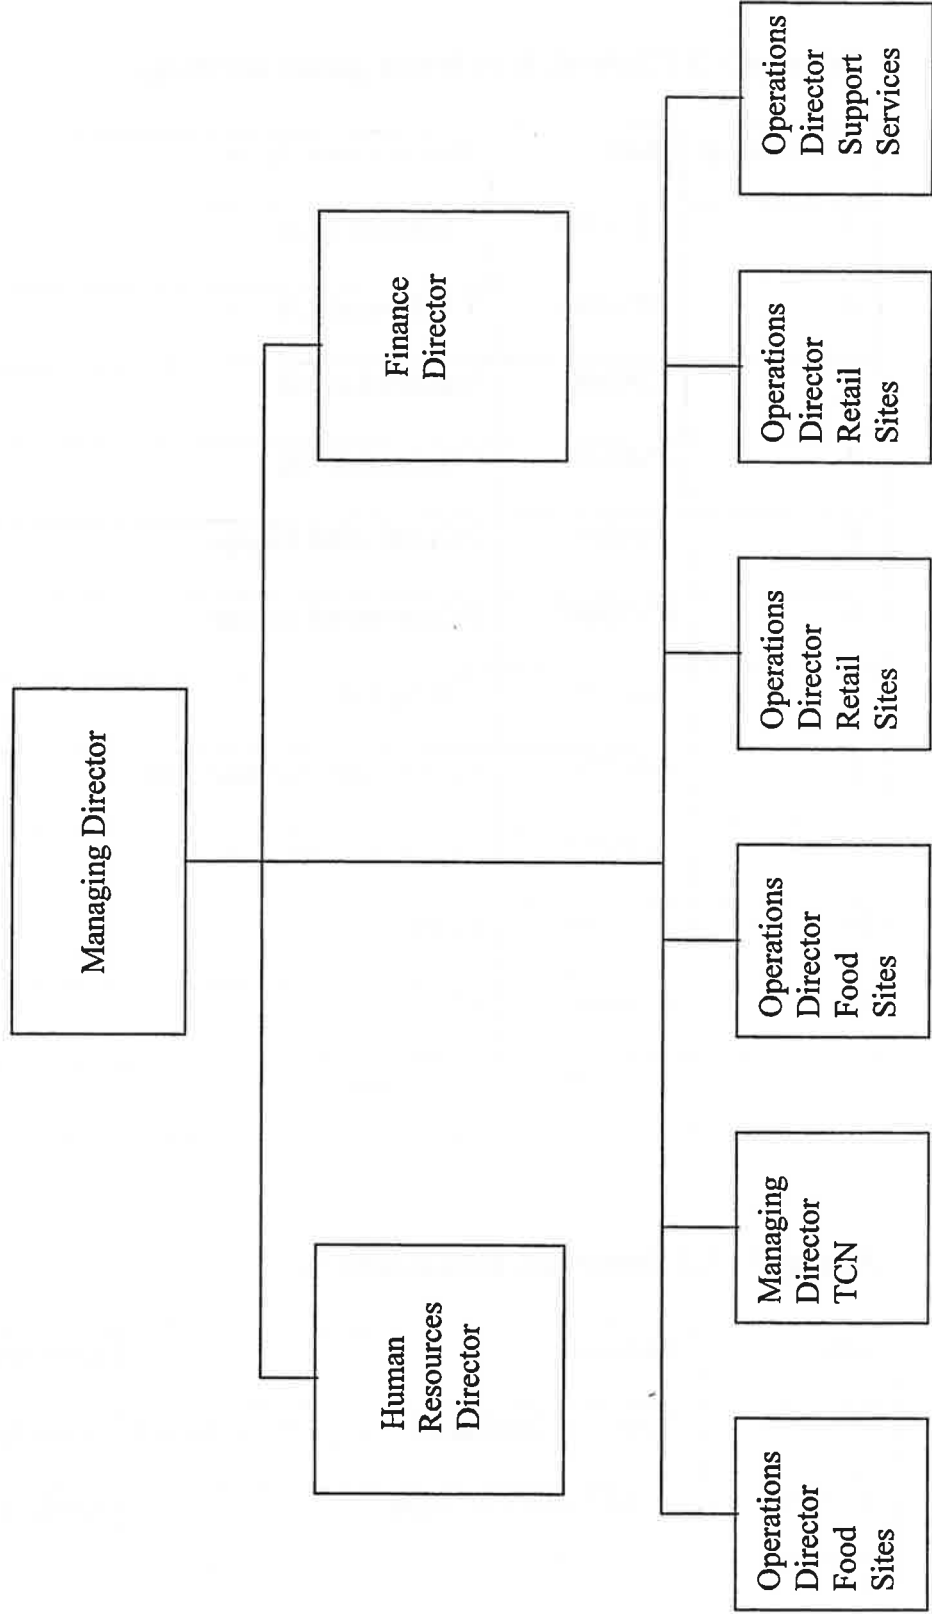 Managing Director
Human
Resources
Director
Finance
Director
Operations
Director
Food
Sites
Managing
Director
TCN
Operations
Director
Food
Sites
Operations
Director
Retail
Sites
Operations
Director
Retail
Sites
Operations
Director
Support
Services